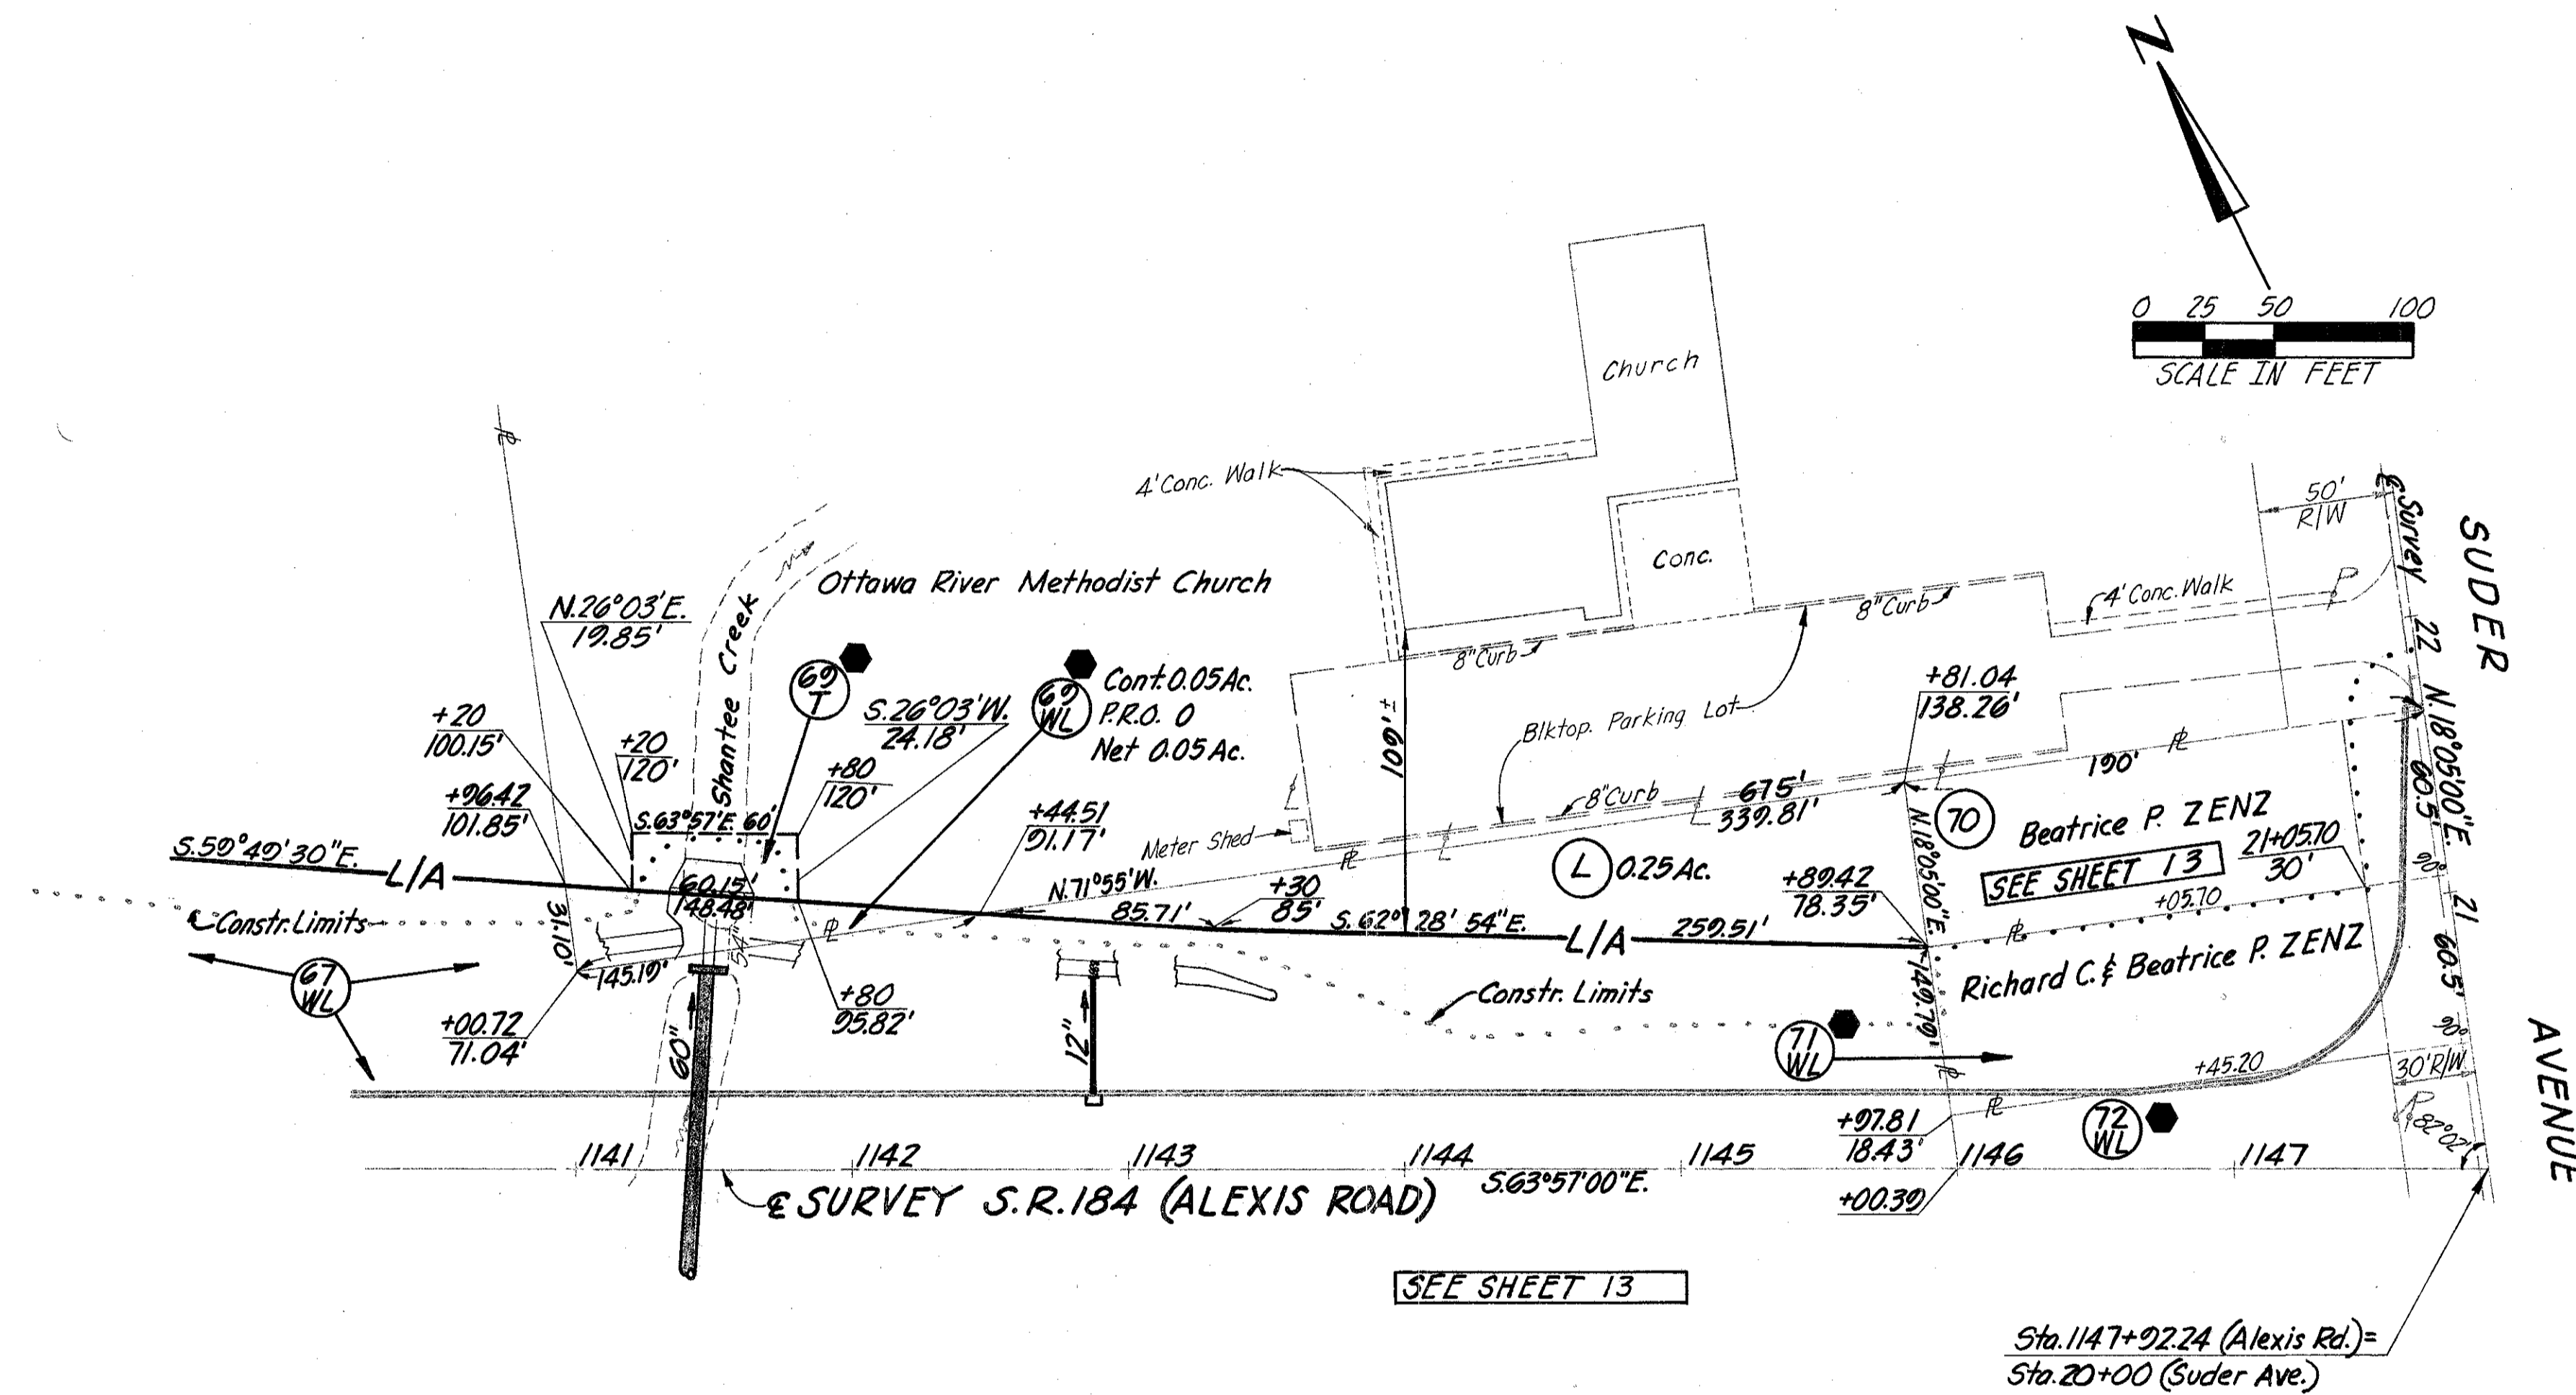 N
0 25 50 100
SCALE IN FEET
Church
4' Conc. Walk
Conc.
50'
R/W
℄ Survey
SUDER
AVENUE
22
N.18°05'00"E.
21
60.5'
60.5'
90°
90°
4' Conc. Walk
8" Curb
8" Curb
8" Curb
Blktop. Parking Lot
Meter Shed
Ottawa River Methodist Church
Shantee Creek
N.26°03'E.
19.85'
69
T
69
WL
Cont. 0.05 Ac.
P.R.O. 0
Net 0.05 Ac.
S.26°03'W.
24.18'
+20
100.15'
+20
120'
+80
120'
+96.42
101.85'
S.63°57'E. 60'
+44.51
91.17'
109'±
+81.04
138.26'
190'
℄
675'
339.81'
N.18°05'00"E.
70
Beatrice P. ZENZ
SEE SHEET 13
21+05.70
30'
+05.70
Richard C. & Beatrice P. ZENZ
S.59°49'30"E.
L/A
60.15'
148.48'
N.71°55'W.
85.71'
+30
85'
L
0.25 Ac.
+89.42
78.35'
S.62°28'54"E.
L/A
259.51'
Constr. Limits
31.10'
145.19'
54"
67
WL
+00.72
71.04'
60"
+80
95.82'
12"
Constr. Limits
149.79'
71
WL
72
WL
+45.20
30' R/W
82°02'
+97.81
18.43'
+00.39
1141 1142 1143 1144 1145 1146 1147
S.63°57'00"E.
℄ SURVEY S.R.184 (ALEXIS ROAD)
SEE SHEET 13
Sta.1147+92.24 (Alexis Rd.)=
Sta.20+00 (Suder Ave.)